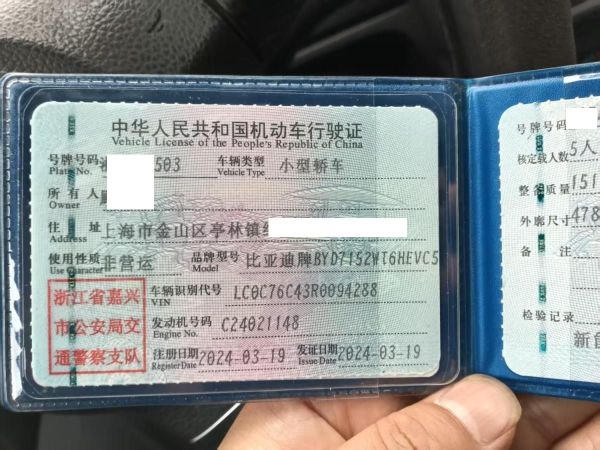 中华人民共和国机动车行驶证
Vehicle License of the People's Republic of China
号牌号码 503 车辆类型 小型轿车
Plate No. Vehicle Type
所有人
Owner
住址 上海市金山区亭林镇
Address
使用性质 非营运 品牌型号 比亚迪牌BYD7152WT6HEVC5
Use Character Model
浙江省嘉兴
市公安局交
通警察支队
车辆识别代号 LC0C76C43R0094288
VIN
发动机号码 C24021148
Engine No.
注册日期 2024-03-19 发证日期 2024-03-19
Register Date Issue Date
号牌号码
核定载人数 5人
整备质量 151
外廓尺寸 478
备注
检验记录